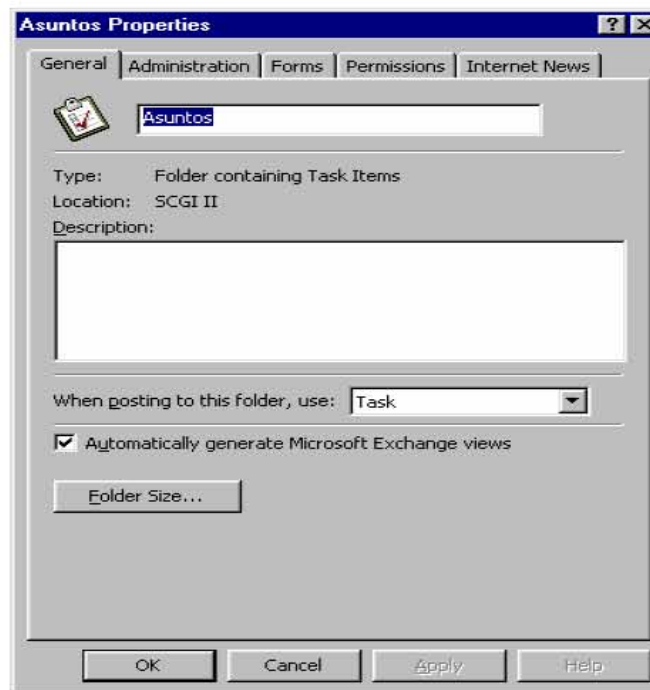 Asuntos Properties
General Administration Forms Permissions Internet News
Asuntos
Type: Folder containing Task Items
Location: SCGI II
Description:
When posting to this folder, use: Task
Automatically generate Microsoft Exchange views
Folder Size...
OK Cancel Apply Help